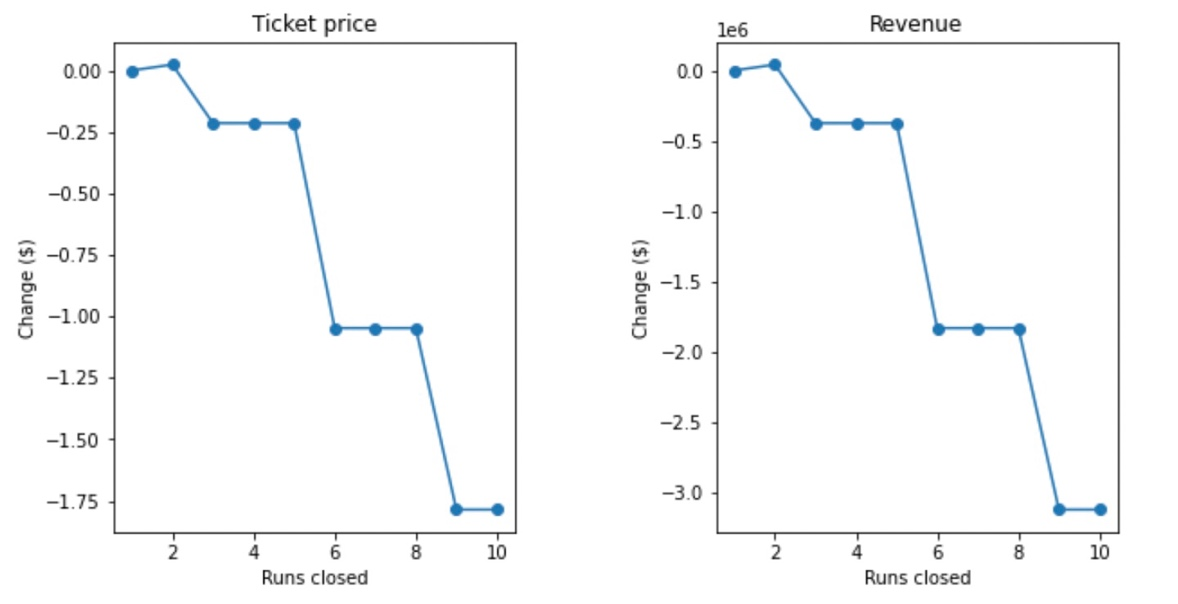 Ticket price
0.00
−0.25
−0.50
−0.75
−1.00
−1.25
−1.50
−1.75
Change ($)
2 4 6 8 10
Runs closed
Revenue
1e6
0.0
−0.5
−1.0
−1.5
−2.0
−2.5
−3.0
Change ($)
2 4 6 8 10
Runs closed